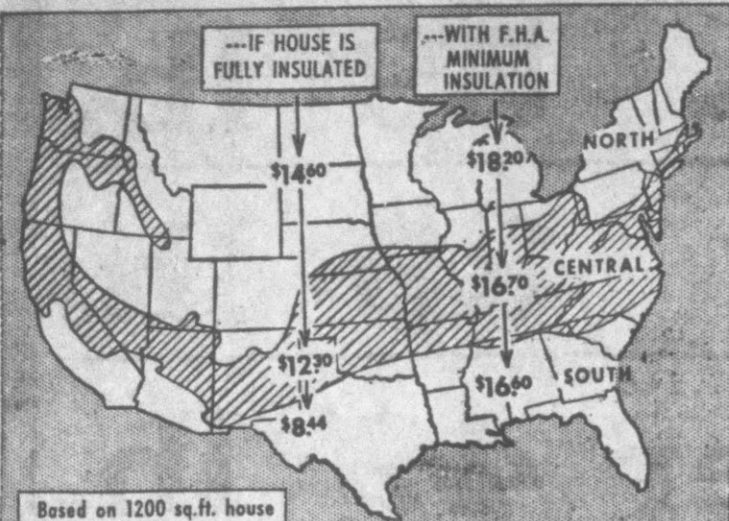 ---IF HOUSE IS
FULLY INSULATED
---WITH F.H.A.
MINIMUM
INSULATION
NORTH
$14.60
$18.20
CENTRAL
$16.70
$12.30
$16.60
SOUTH
$8.44
Based on 1200 sq.ft. house